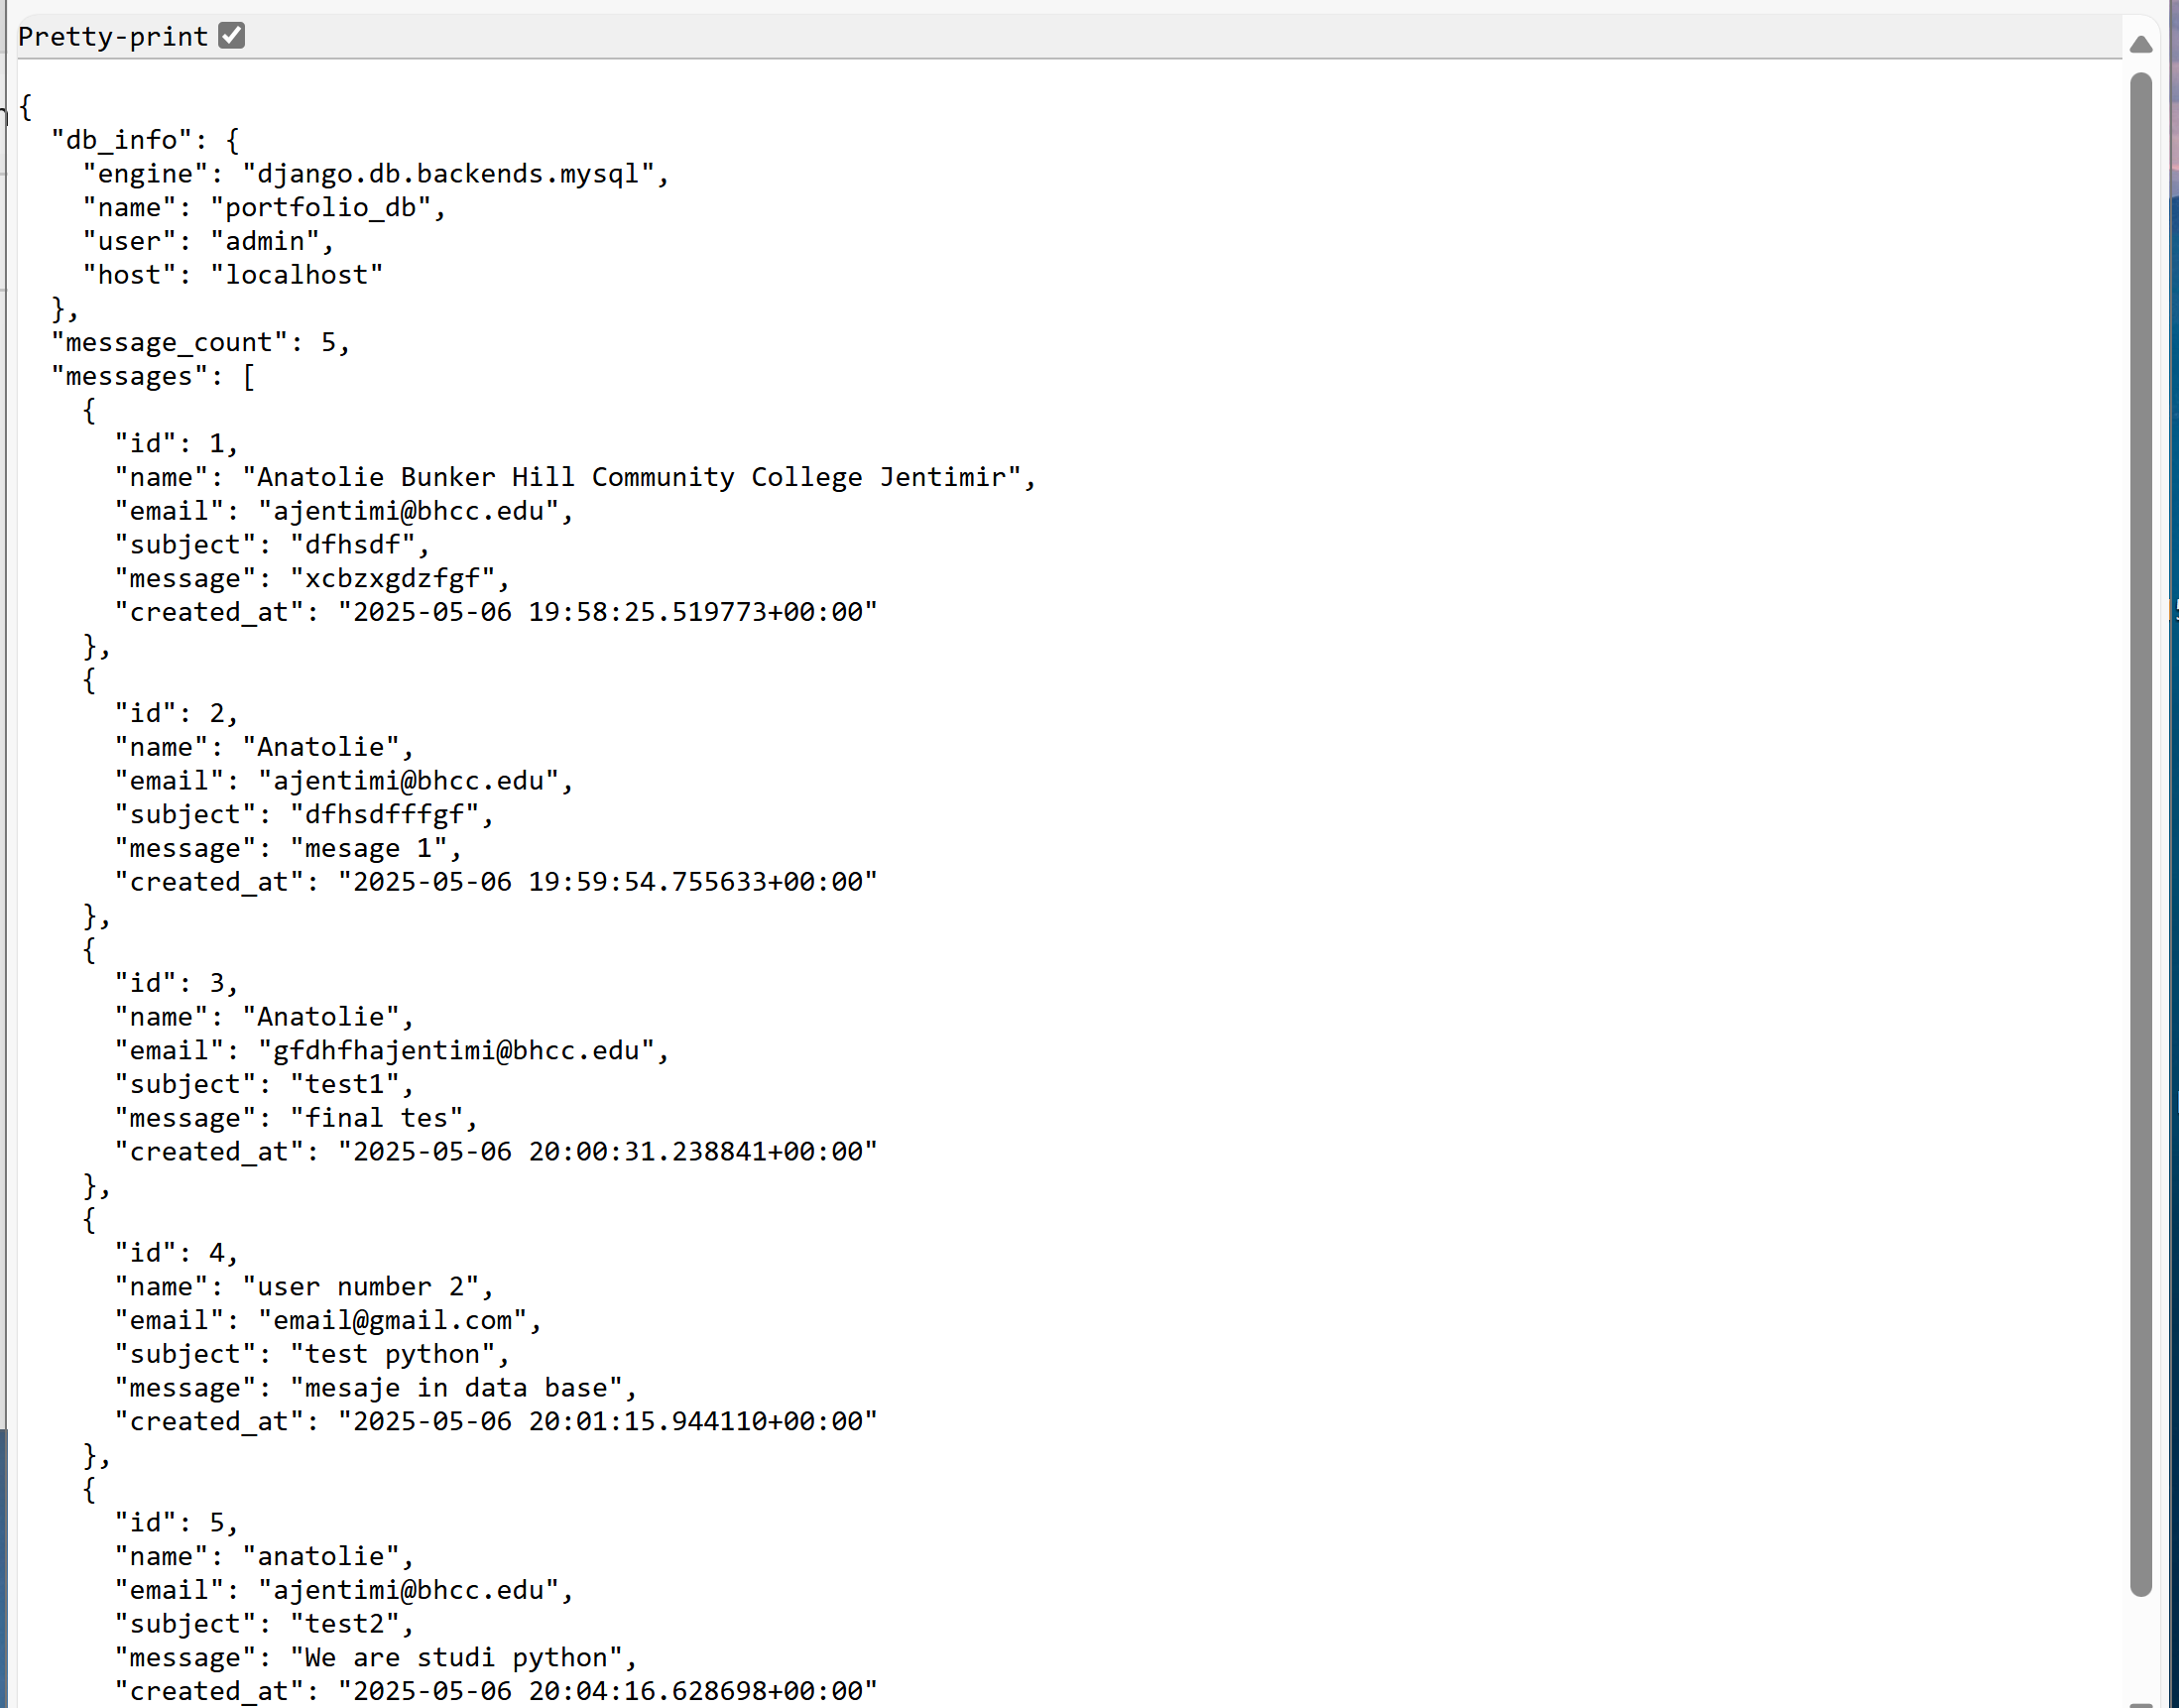 Pretty-print
{
  "db_info": {
    "engine": "django.db.backends.mysql",
    "name": "portfolio_db",
    "user": "admin",
    "host": "localhost"
  },
  "message_count": 5,
  "messages": [
    {
      "id": 1,
      "name": "Anatolie Bunker Hill Community College Jentimir",
      "email": "ajentimi@bhcc.edu",
      "subject": "dfhsdf",
      "message": "xcbzxgdzfgf",
      "created_at": "2025-05-06 19:58:25.519773+00:00"
    },
    {
      "id": 2,
      "name": "Anatolie",
      "email": "ajentimi@bhcc.edu",
      "subject": "dfhsdfffgf",
      "message": "mesage 1",
      "created_at": "2025-05-06 19:59:54.755633+00:00"
    },
    {
      "id": 3,
      "name": "Anatolie",
      "email": "gfdhfhajentimi@bhcc.edu",
      "subject": "test1",
      "message": "final tes",
      "created_at": "2025-05-06 20:00:31.238841+00:00"
    },
    {
      "id": 4,
      "name": "user number 2",
      "email": "email@gmail.com",
      "subject": "test python",
      "message": "mesaje in data base",
      "created_at": "2025-05-06 20:01:15.944110+00:00"
    },
    {
      "id": 5,
      "name": "anatolie",
      "email": "ajentimi@bhcc.edu",
      "subject": "test2",
      "message": "We are studi python",
      "created_at": "2025-05-06 20:04:16.628698+00:00"